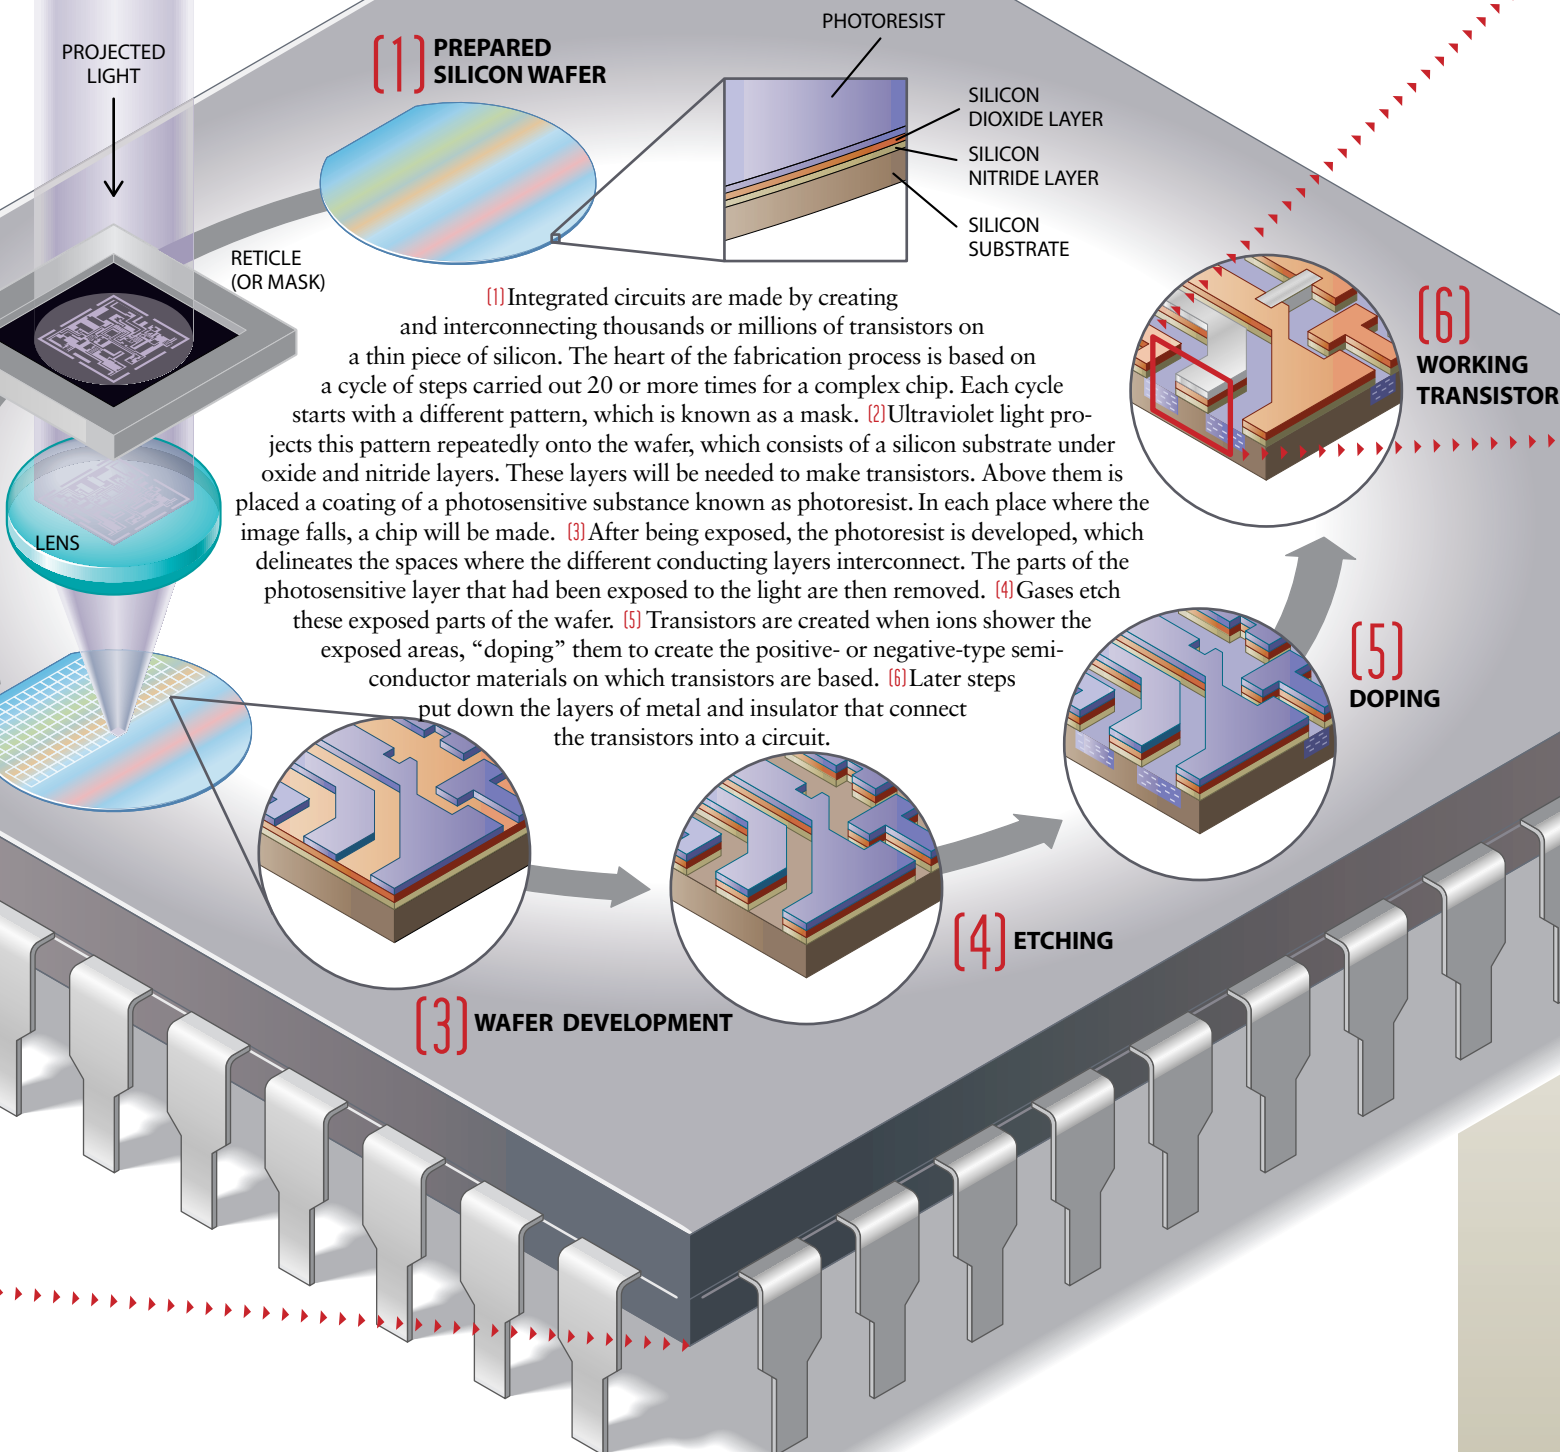 PROJECTED
LIGHT
[1] PREPARED
SILICON WAFER
PHOTORESIST
SILICON
DIOXIDE LAYER
SILICON
NITRIDE LAYER
SILICON
SUBSTRATE
RETICLE
(OR MASK)
LENS
[1] Integrated circuits are made by creating
and interconnecting thousands or millions of transistors on
a thin piece of silicon. The heart of the fabrication process is based on
a cycle of steps carried out 20 or more times for a complex chip. Each cycle
starts with a different pattern, which is known as a mask. [2] Ultraviolet light pro-
jects this pattern repeatedly onto the wafer, which consists of a silicon substrate under
oxide and nitride layers. These layers will be needed to make transistors. Above them is
placed a coating of a photosensitive substance known as photoresist. In each place where the
image falls, a chip will be made. [3] After being exposed, the photoresist is developed, which
delineates the spaces where the different conducting layers interconnect. The parts of the
photosensitive layer that had been exposed to the light are then removed. [4] Gases etch
these exposed parts of the wafer. [5] Transistors are created when ions shower the
exposed areas, “doping” them to create the positive- or negative-type semi-
conductor materials on which transistors are based. [6] Later steps
put down the layers of metal and insulator that connect
the transistors into a circuit.
[6]
WORKING
TRANSISTOR
[5]
DOPING
[4] ETCHING
[3] WAFER DEVELOPMENT